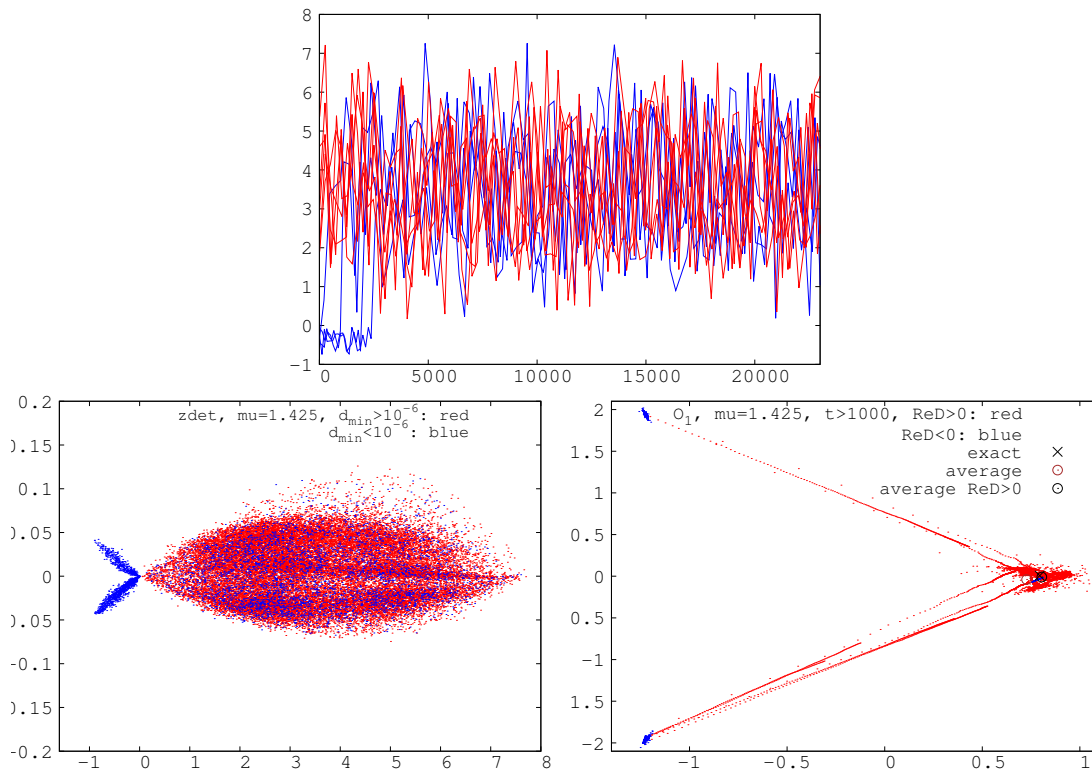 8
7
6
5
4
3
2
1
0
−1
0 5000 10000 15000 20000
0.2
0.15
0.1
0.05
0
0.05
0.1
0.15
0.2
−1 0 1 2 3 4 5 6 7 8
zdet, mu=1.425, d_min>10^−6: red
d_min<10^−6: blue
2
1.5
1
0.5
0
0.5
−1
1.5
−2
−1 −0.5 0 0.5 1
O_1, mu=1.425, t>1000, ReD>0: red
ReD<0: blue
exact
average
average ReD>0